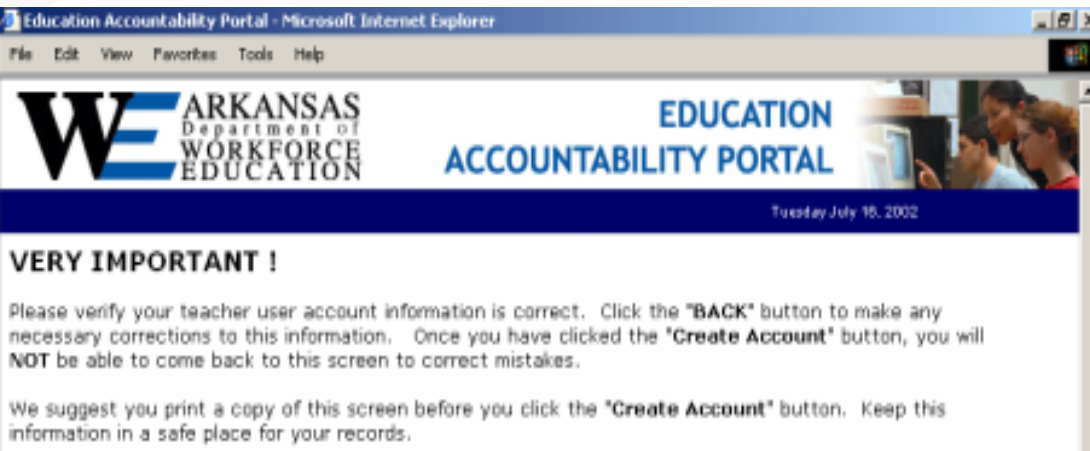 Education Accountability Portal - Microsoft Internet Explorer
File Edit View Favorites Tools Help
WE ARKANSAS
Department of
WORKFORCE
EDUCATION
EDUCATION
ACCOUNTABILITY PORTAL
Tuesday July 16, 2002
VERY IMPORTANT !
Please verify your teacher user account information is correct. Click the "BACK" button to make any
necessary corrections to this information. Once you have clicked the "Create Account" button, you will
NOT be able to come back to this screen to correct mistakes.
We suggest you print a copy of this screen before you click the "Create Account" button. Keep this
information in a safe place for your records.